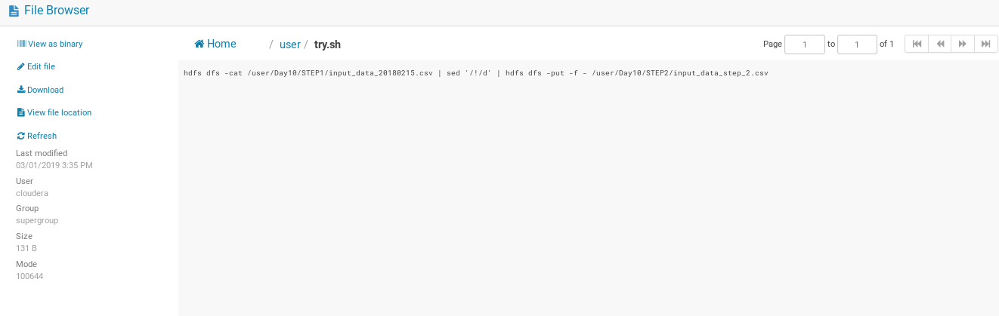 File Browser
View as binary
Edit file
Download
View file location
Refresh
Last modified
03/01/2019 3:35 PM
User
cloudera
Group
supergroup
Size
131 B
Mode
100644
Home / user / try.sh
Page 1 to 1 of 1
hdfs dfs -cat /user/Day10/STEP1/input_data_20180215.csv | sed '/!/d' | hdfs dfs -put -f - /user/Day10/STEP2/input_data_step_2.csv